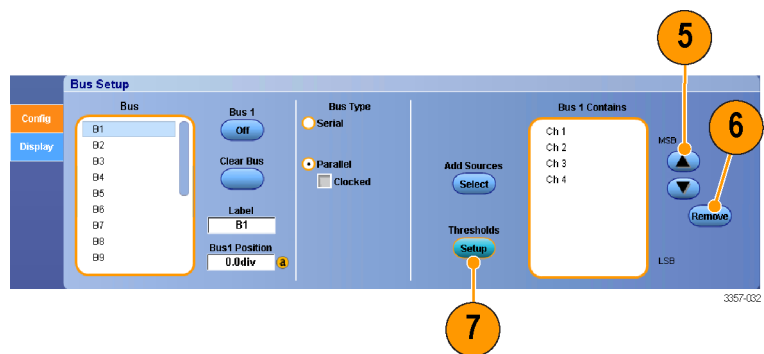 5
Bus Setup
Config
Display
Bus
B1
B2
B3
B4
B5
B6
B7
B8
B9
Bus 1
Off
Clear Bus
Label
B1
Bus1 Position
0.0div
a
Bus Type
Serial
Parallel
Clocked
Add Sources
Select
Thresholds
Setup
Bus 1 Contains
Ch 1
Ch 2
Ch 3
Ch 4
MSB
LSB
6
Remove
7
3357-032